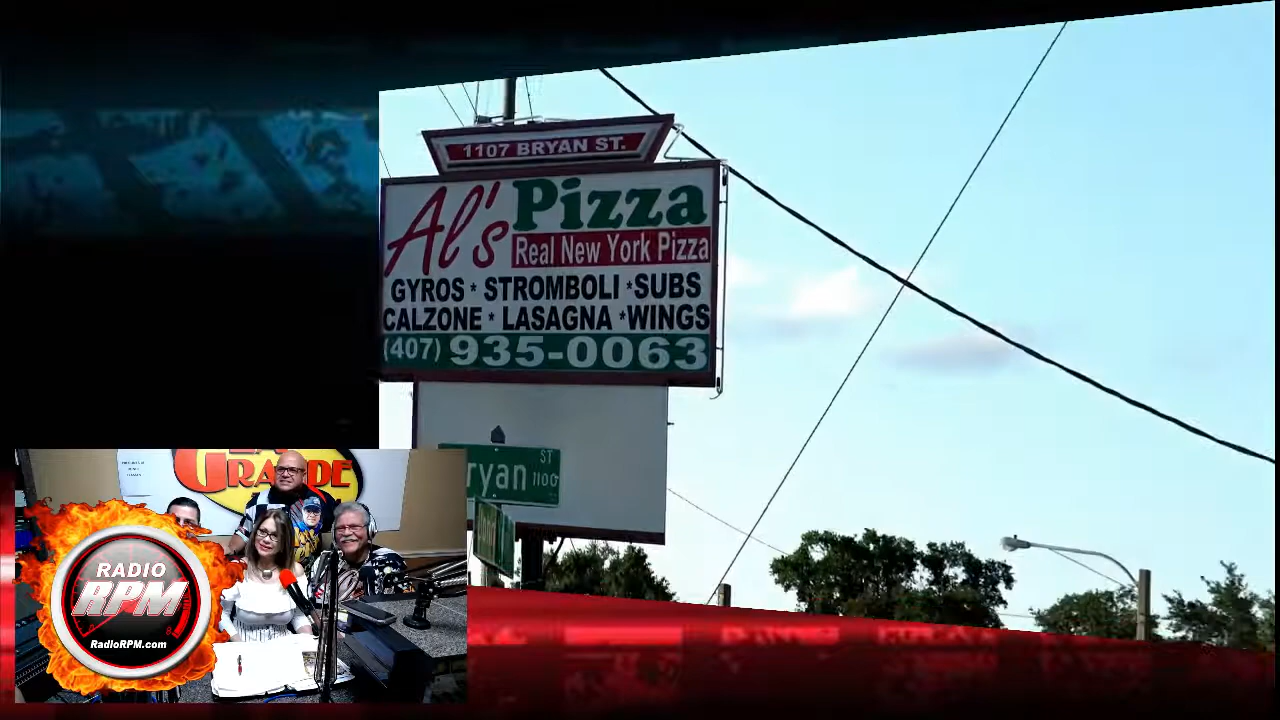 1107 BRYAN ST.
Al's Pizza
Real New York Pizza
GYROS * STROMBOLI * SUBS
CALZONE * LASAGNA * WINGS
(407) 935-0063
ryan ST
1100
GRANDE
RADIO
RPM
RadioRPM.com